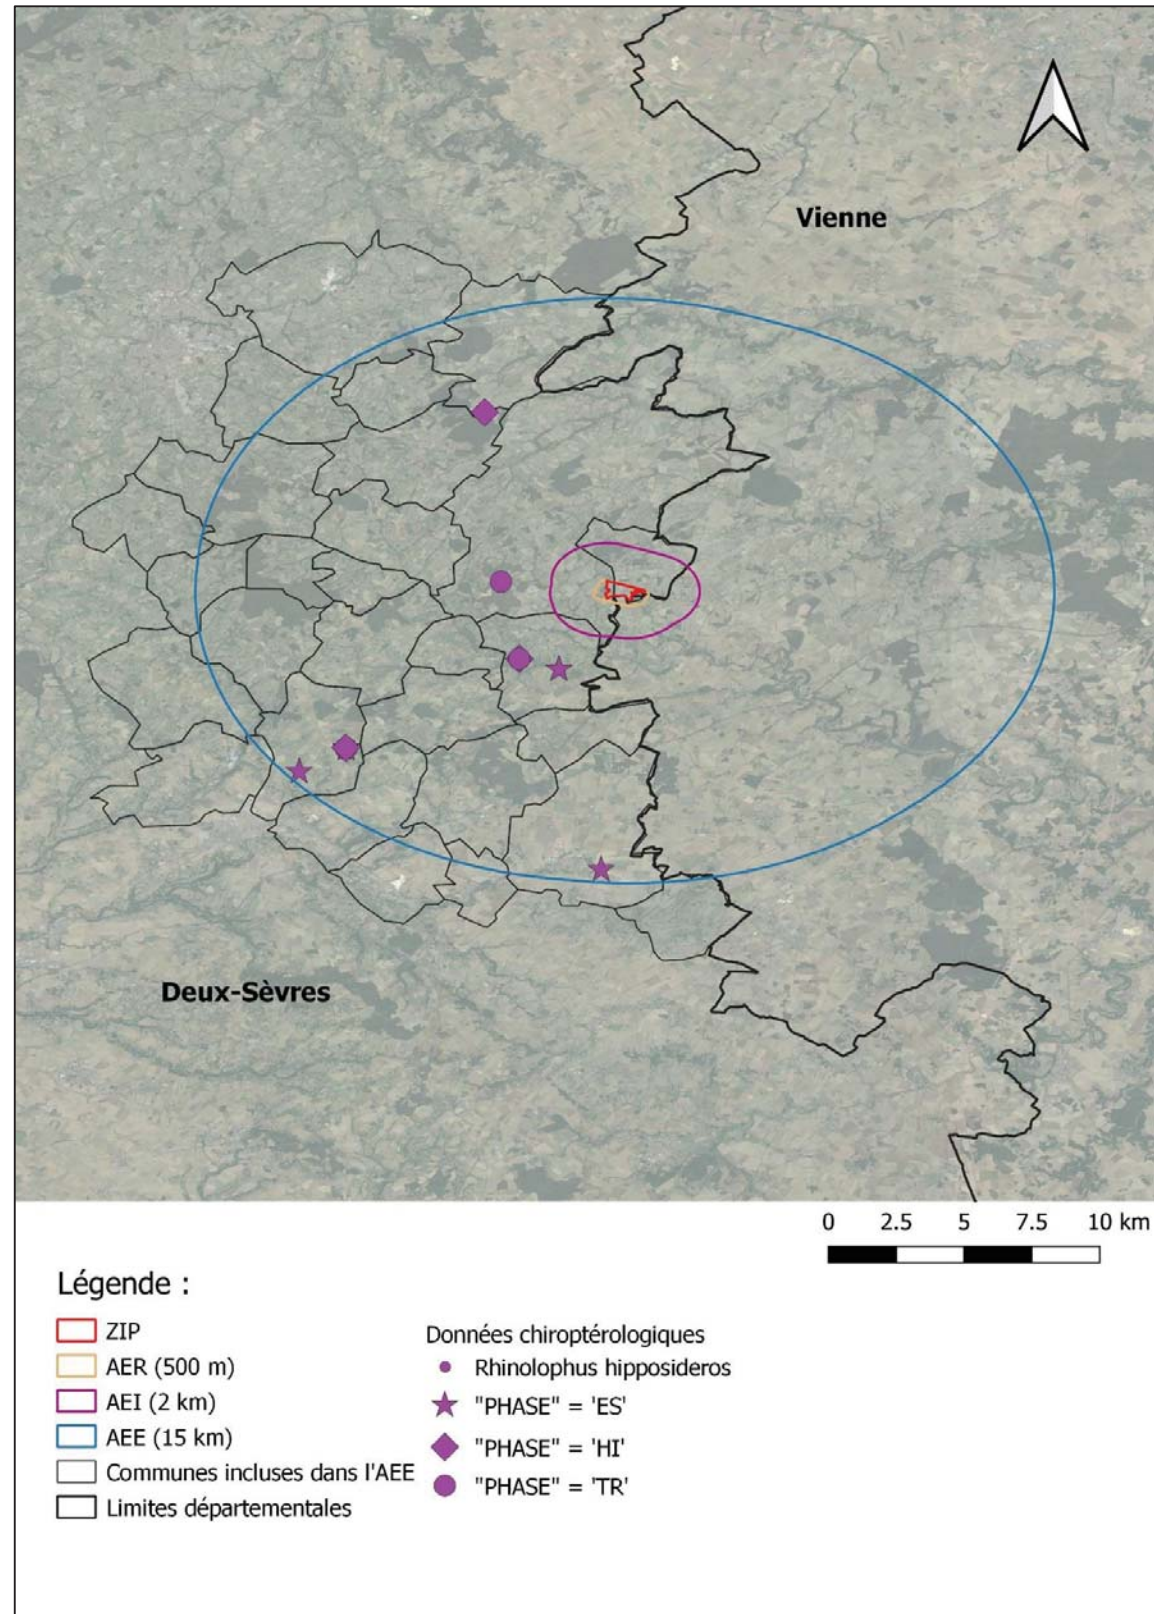 Vienne
Deux-Sèvres
0 2.5 5 7.5 10 km
Légende :
ZIP
AER (500 m)
AEI (2 km)
AEE (15 km)
Communes incluses dans l'AEE
Limites départementales
Données chiroptérologiques
Rhinolophus hipposideros
"PHASE" = 'ES'
"PHASE" = 'HI'
"PHASE" = 'TR'